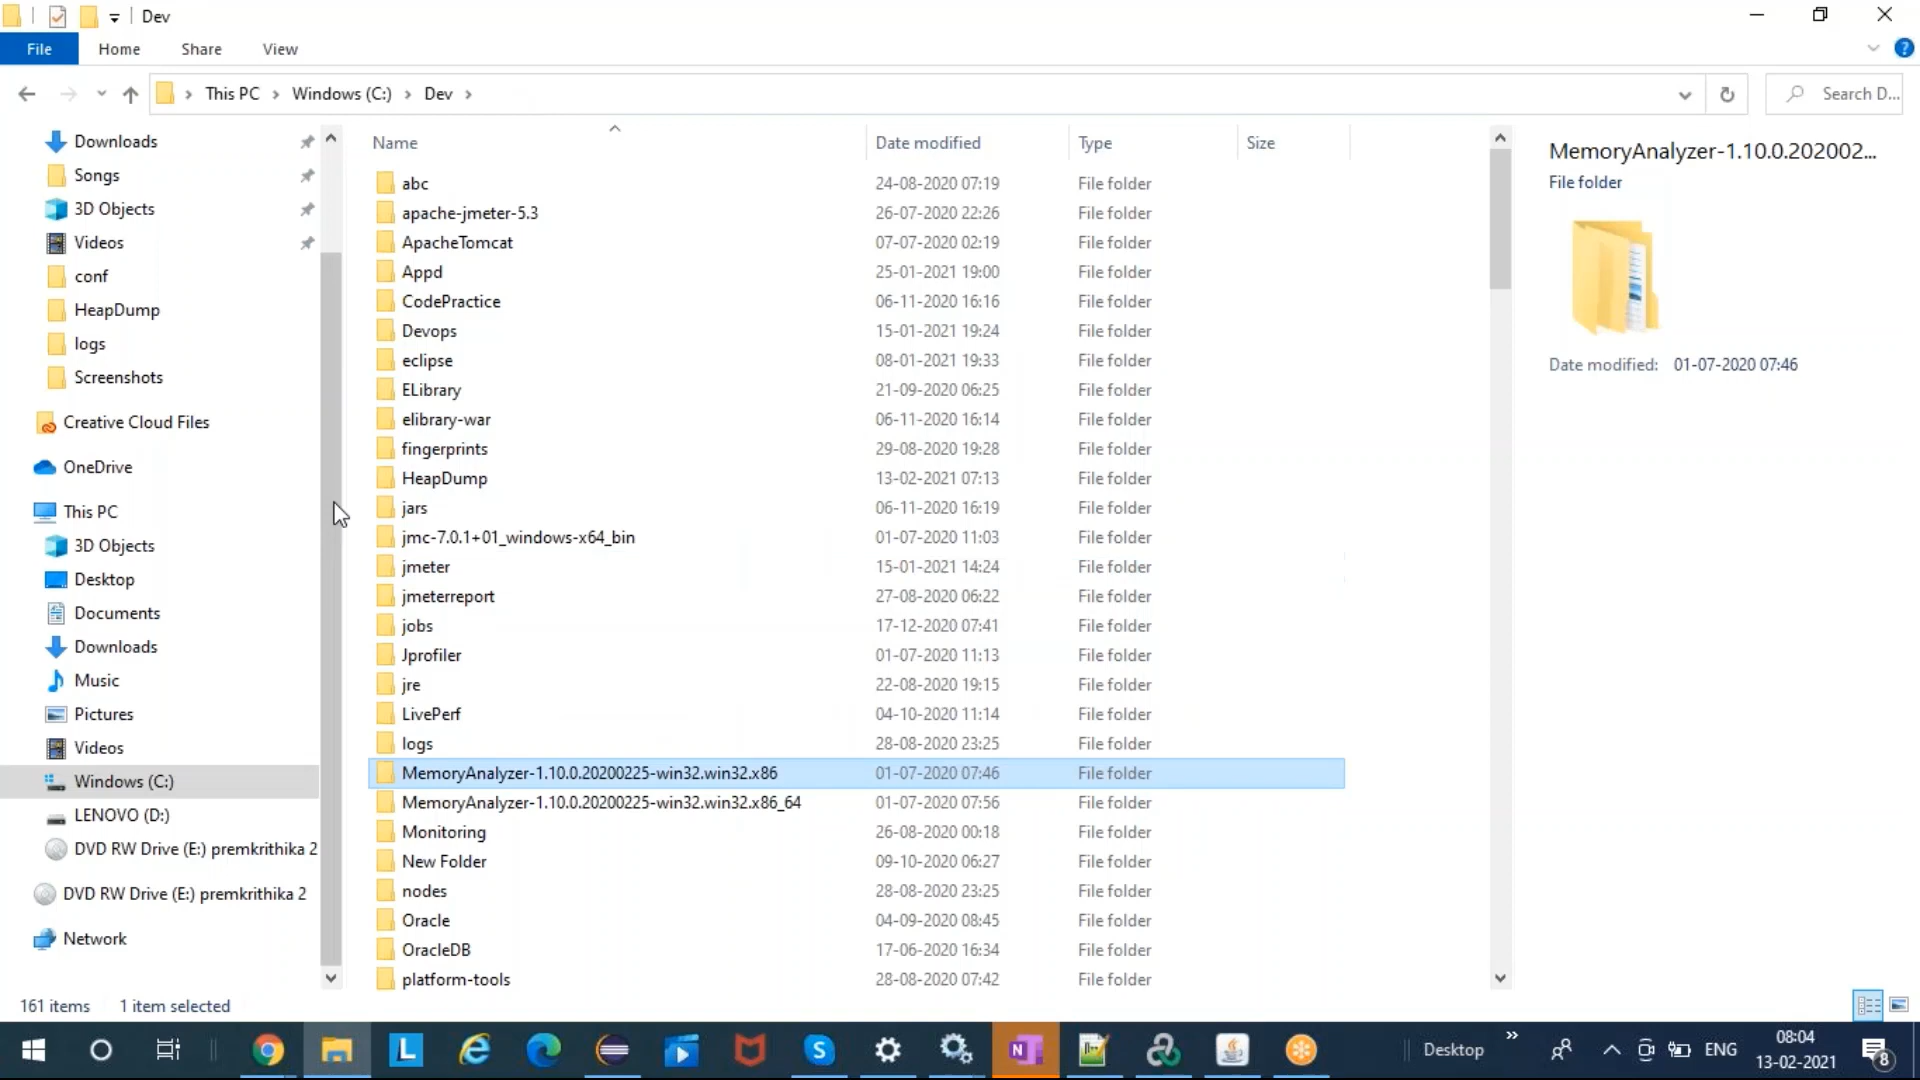 Dev
File Home Share View
This PC Windows (C:) Dev Search D...
Downloads
Songs
3D Objects
Videos
conf
HeapDump
logs
Screenshots
Creative Cloud Files
OneDrive
This PC
3D Objects
Desktop
Documents
Downloads
Music
Pictures
Videos
Windows (C:)
LENOVO (D:)
DVD RW Drive (E:) premkrithika 2
DVD RW Drive (E:) premkrithika 2
Network
Name Date modified Type Size
abc 24-08-2020 07:19 File folder
apache-jmeter-5.3 26-07-2020 22:26 File folder
ApacheTomcat 07-07-2020 02:19 File folder
Appd 25-01-2021 19:00 File folder
CodePractice 06-11-2020 16:16 File folder
Devops 15-01-2021 19:24 File folder
eclipse 08-01-2021 19:33 File folder
ELibrary 21-09-2020 06:25 File folder
elibrary-war 06-11-2020 16:14 File folder
fingerprints 29-08-2020 19:28 File folder
HeapDump 13-02-2021 07:13 File folder
jars 06-11-2020 16:19 File folder
jmc-7.0.1+01_windows-x64_bin 01-07-2020 11:03 File folder
jmeter 15-01-2021 14:24 File folder
jmeterreport 27-08-2020 06:22 File folder
jobs 17-12-2020 07:41 File folder
Jprofiler 01-07-2020 11:13 File folder
jre 22-08-2020 19:15 File folder
LivePerf 04-10-2020 11:14 File folder
logs 28-08-2020 23:25 File folder
MemoryAnalyzer-1.10.0.20200225-win32.win32.x86 01-07-2020 07:46 File folder
MemoryAnalyzer-1.10.0.20200225-win32.win32.x86_64 01-07-2020 07:56 File folder
Monitoring 26-08-2020 00:18 File folder
New Folder 09-10-2020 06:27 File folder
nodes 28-08-2020 23:25 File folder
Oracle 04-09-2020 08:45 File folder
OracleDB 17-06-2020 16:34 File folder
platform-tools 28-08-2020 07:42 File folder
MemoryAnalyzer-1.10.0.202002...
File folder
Date modified: 01-07-2020 07:46
161 items 1 item selected
Desktop ENG 08:04
13-02-2021
8